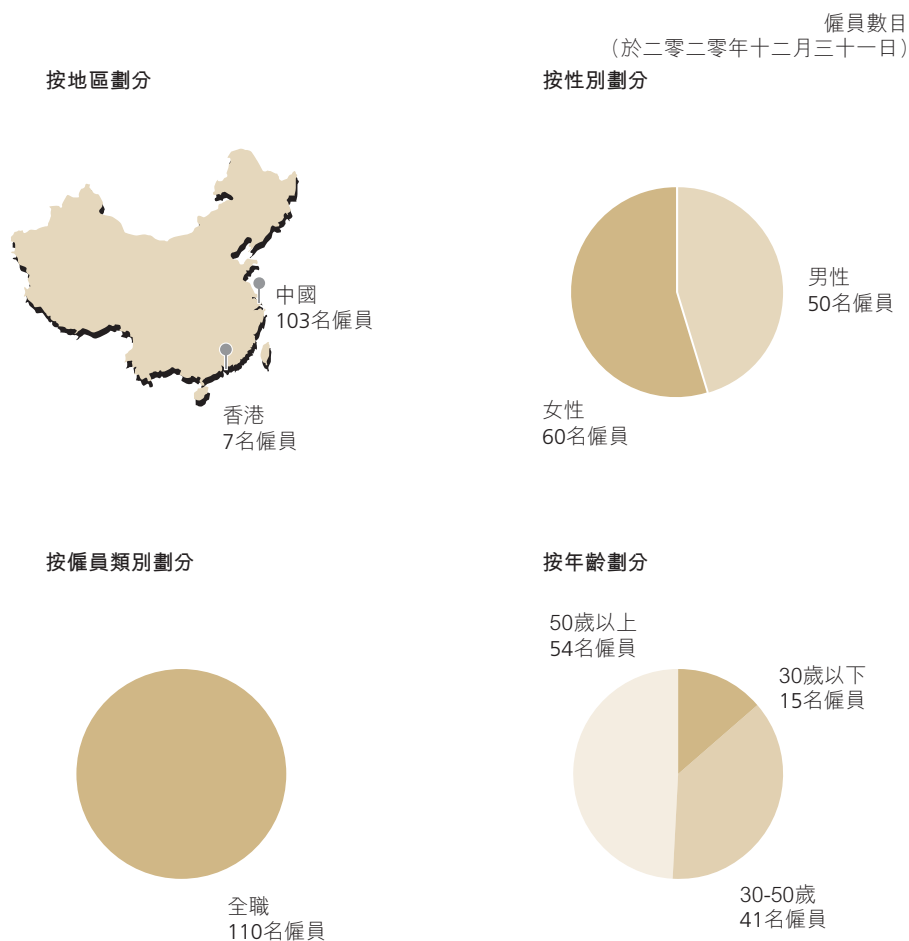 僱員數目
（於二零二零年十二月三十一日）
按地區劃分
中國
103名僱員
香港
7名僱員
按性別劃分
男性
50名僱員
女性
60名僱員
按僱員類別劃分
全職
110名僱員
按年齡劃分
50歲以上
54名僱員
30歲以下
15名僱員
30-50歲
41名僱員